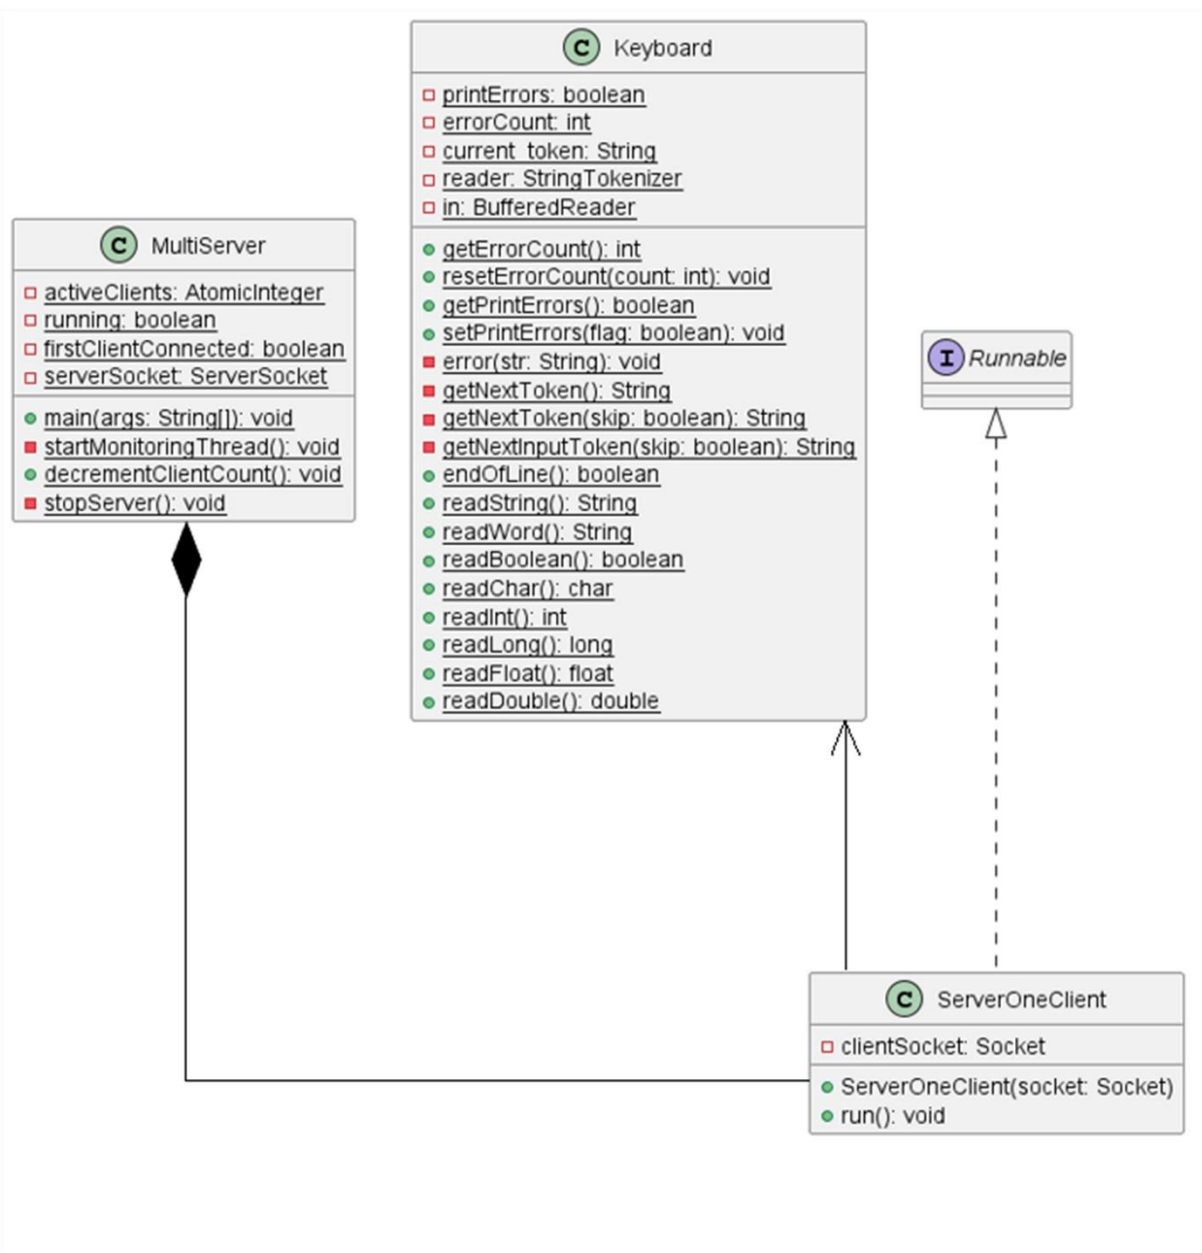 C Keyboard
printErrors: boolean
errorCount: int
current_token: String
reader: StringTokenizer
in: BufferedReader
getErrorCount(): int
resetErrorCount(count: int): void
getPrintErrors(): boolean
setPrintErrors(flag: boolean): void
error(str: String): void
getNextToken(): String
getNextToken(skip: boolean): String
getNextInputToken(skip: boolean): String
endOfLine(): boolean
readString(): String
readWord(): String
readBoolean(): boolean
readChar(): char
readInt(): int
readLong(): long
readFloat(): float
readDouble(): double
C MultiServer
activeClients: AtomicInteger
running: boolean
firstClientConnected: boolean
serverSocket: ServerSocket
main(args: String[]): void
startMonitoringThread(): void
decrementClientCount(): void
stopServer(): void
I Runnable
C ServerOneClient
clientSocket: Socket
ServerOneClient(socket: Socket)
run(): void